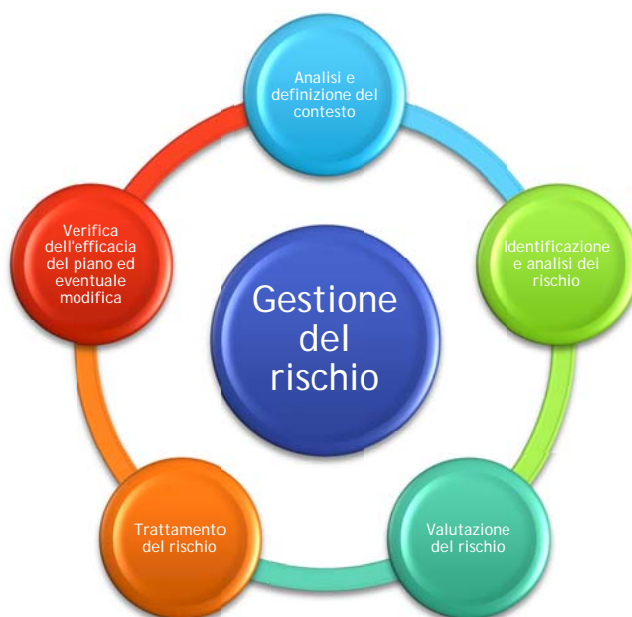 Analisi e
definizione del
contesto
Identificazione
e analisi dei
rischio
Valutazione
del rischio
Trattamento
del rischio
Verifica
dell'efficacia
del piano ed
eventuale
modifica
Gestione
del
rischio